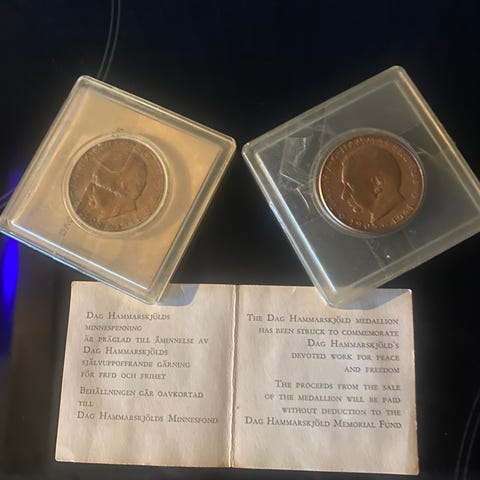 DAG HAMMARSKJÖLD
DAG HAMMARSKJÖLDS
MINNESPENNING
ÄR PRÄGLAD TILL ÅMINNELSE AV
DAG HAMMARSKJÖLDS
SJÄLVUPPOFFRANDE GÄRNING
FÖR FRED OCH FRIHET
BEHÅLLNINGEN GÅR OAVKORTAD
TILL
DAG HAMMARSKJÖLDS MINNESFOND
THE DAG HAMMARSKJÖLD MEDALLION
HAS BEEN STRUCK TO COMMEMORATE
DAG HAMMARSKJÖLD'S
DEVOTED WORK FOR PEACE
AND FREEDOM
THE PROCEEDS FROM THE SALE
OF THE MEDALLION WILL BE PAID
WITHOUT DEDUCTION TO THE
DAG HAMMARSKJÖLD MEMORIAL FUND